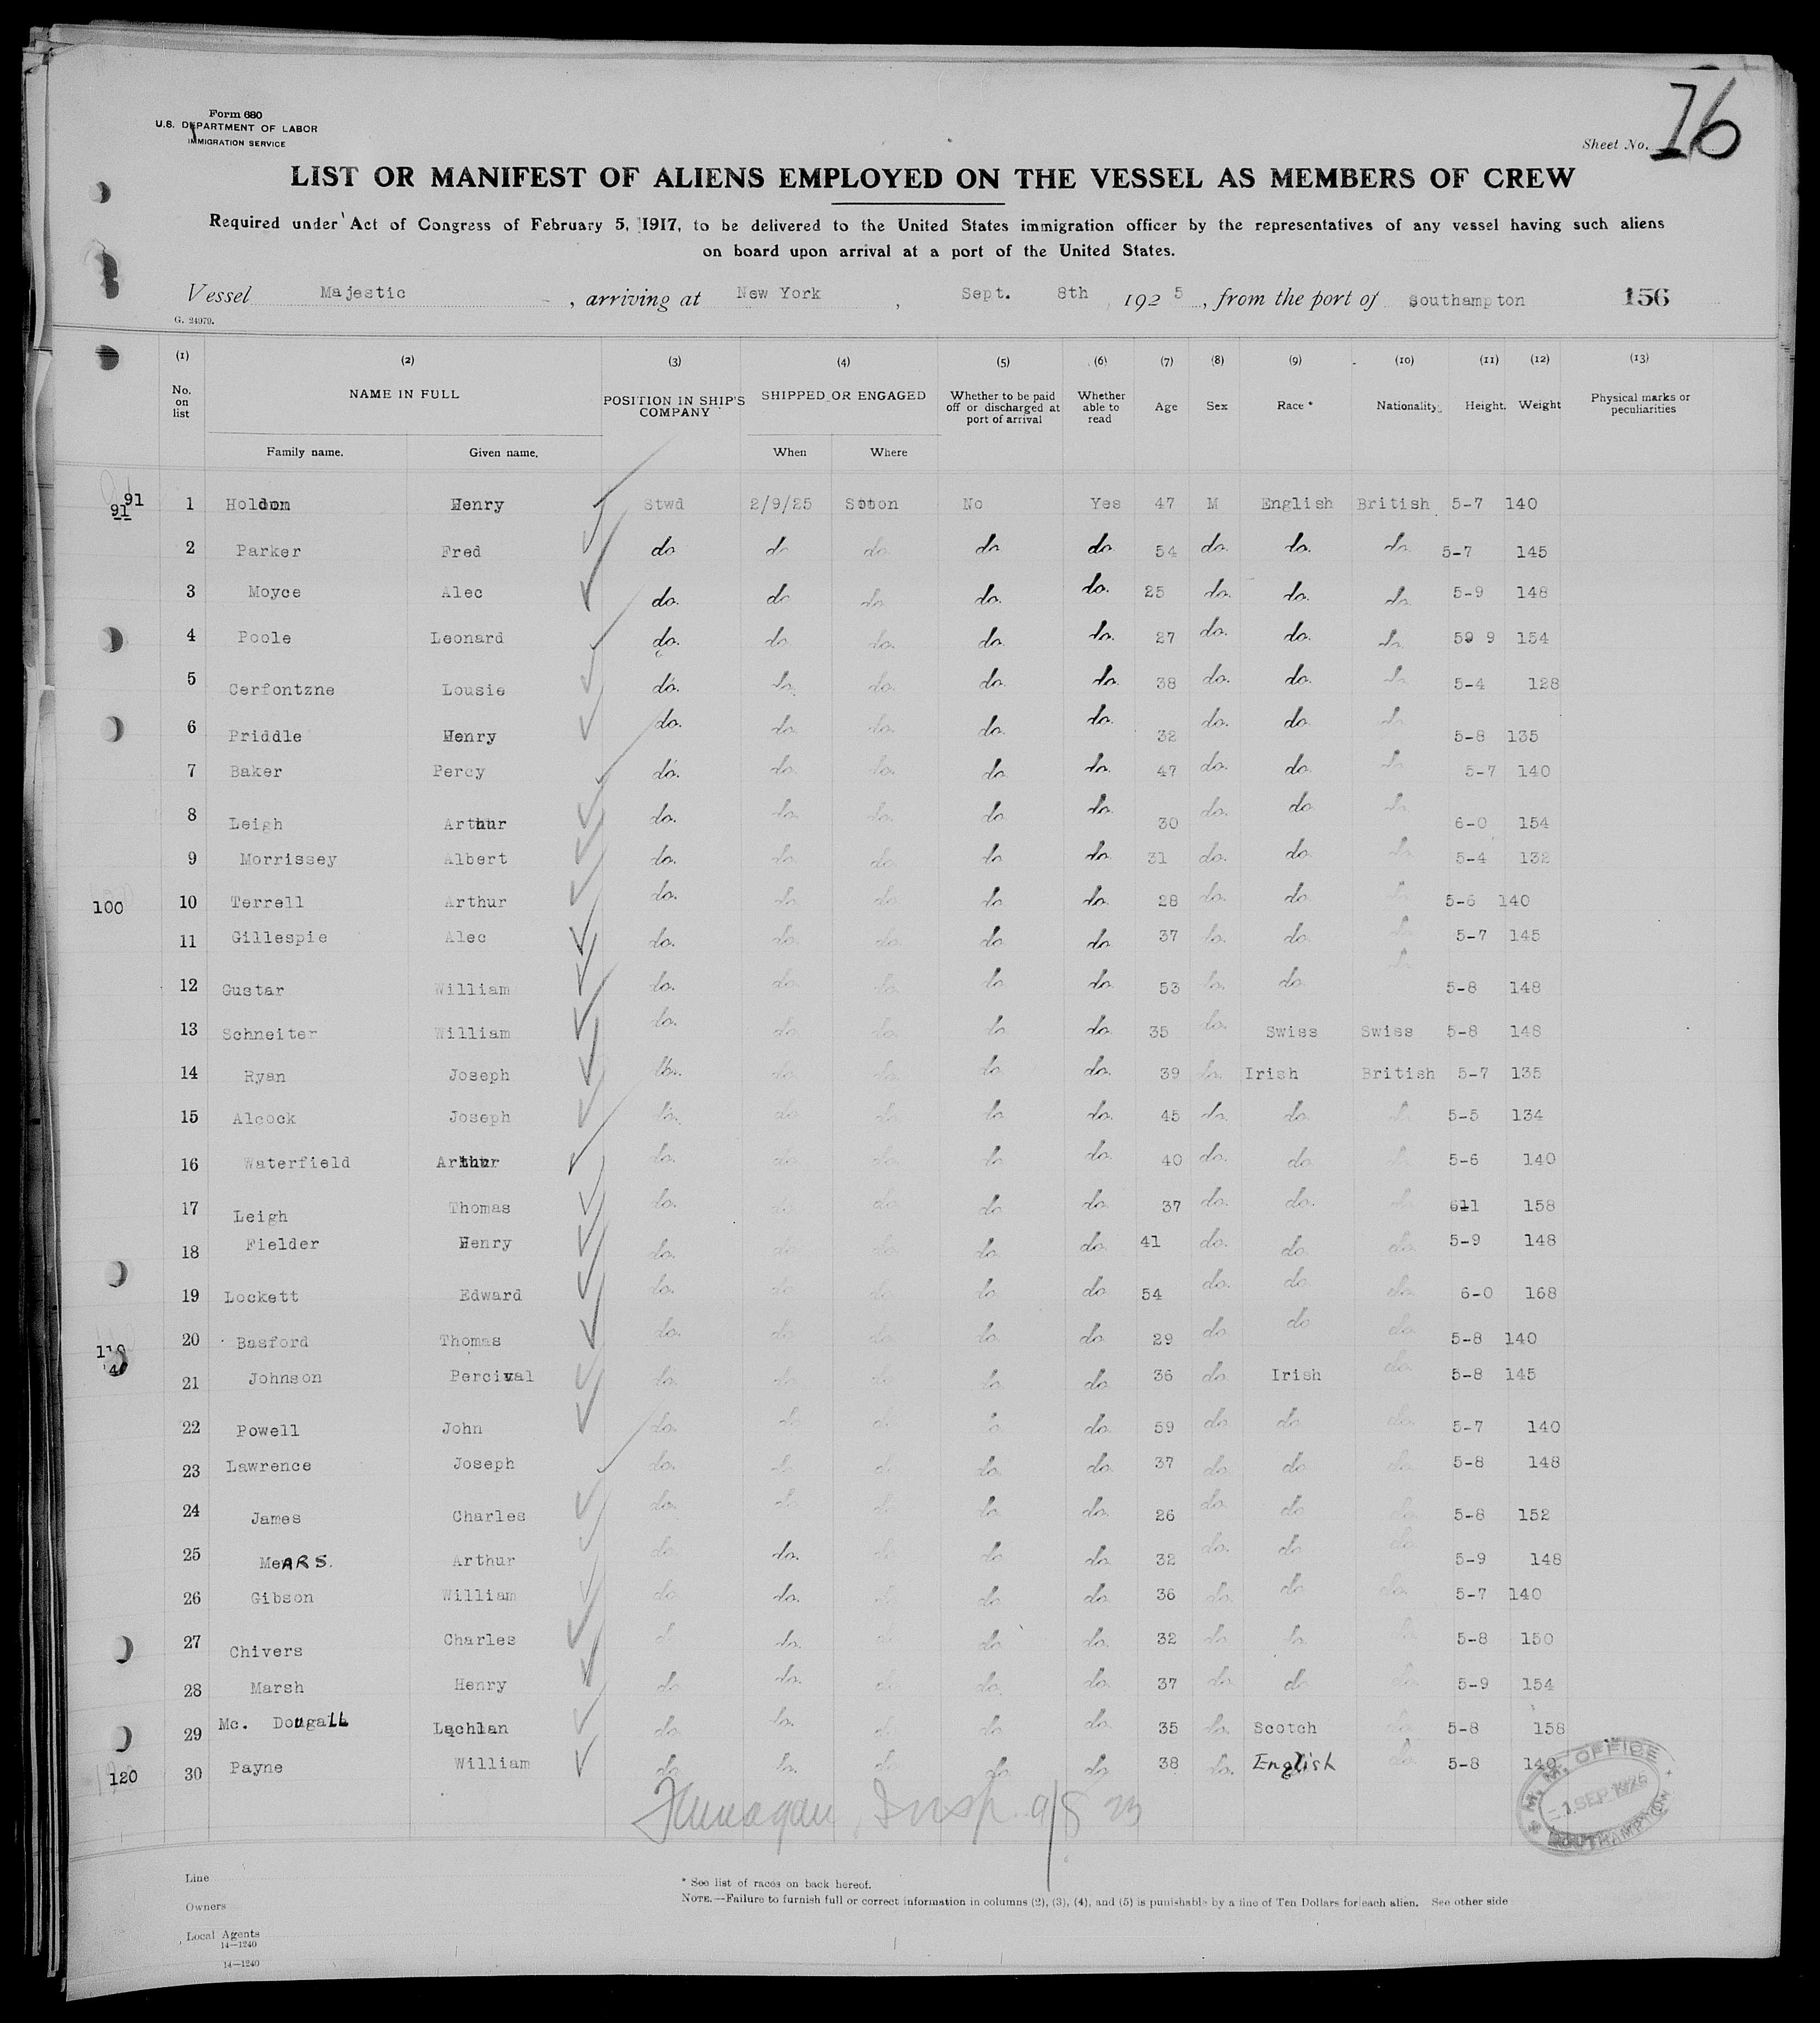 Form 680
U.S. DEPARTMENT OF LABOR
IMMIGRATION SERVICE
Sheet No. 16
LIST OR MANIFEST OF ALIENS EMPLOYED ON THE VESSEL AS MEMBERS OF CREW
Required under Act of Congress of February 5, 1917, to be delivered to the United States immigration officer by the representatives of any vessel having such aliens
on board upon arrival at a port of the United States.
Vessel Majestic, arriving at New York, Sept. 8th, 1925, from the port of Southampton 156
G. 24979.
(1) (2) (3) (4) (5) (6) (7) (8) (9) (10) (11) (12) (13)
No. on list NAME IN FULL POSITION IN SHIP'S COMPANY SHIPPED OR ENGAGED Whether to be paid off or discharged at port of arrival Whether able to read Age Sex Race * Nationality. Height. Weight Physical marks or peculiarities
Family name. Given name. When Where
91 91 1 Henry Stwd 2/9/25 Soton No Yes 47 M English British 5-7 140
2 Parker Fred do do do do do 54 do. do. do. 5-7 145
3 Moyce Alec do. do do. do. do. 25 do. do. do. 5-9 148
4 Poole Leonard do. do. do. do. do. 27 do. do. do. 59 9 154
5 Cerfontzne Lousie do. do. do. do. do. 38 do. do. do 5-4 128
6 Priddle Henry do. do. do. do. do. 32 do. do do 5-8 135
7 Baker Percy do. do. do. do do. 47 do. do. do 5-7 140
8 Leigh Arthur do. do. do. do do. 30 do. do do. 6-0 154
9 Morrissey Albert do. do. do. do do. 31 do. do do. 5-4 132
100 10 Terrell Arthur do. do. do. do do. 28 do. do do. 5-6 140
11 Gillespie Alec do. do. do. do do 37 do. do. do 5-7 145
12 Gustar William do. do. do. do do. 53 do. do. do 5-8 148
13 Schneiter William do. do. do. do do. 35 do. Swiss Swiss 5-8 148
14 Ryan Joseph do. do. do. do do. 39 do. Irish British 5-7 135
15 Alcock Joseph do. do do. do do. 45 do. do. do. 5-5 134
16 Waterfield Arthur do. do do. do do. 40 do. do. do. 5-6 140
17 Leigh Thomas do. do do. do do. 37 do. do. do. 611 158
18 Fielder Henry do. do do. do do. 41 do. do. do. 5-9 148
19 Lockett Edward do. do do. do do 54 do. do do. 6-0 168
110 20 Basford Thomas do. do do. do do. 29 do. do do. 5-8 140
21 Johnson Percival do. do. do do do. 36 do. Irish do. 5-8 145
22 Powell John do. do do do do. 59 do do do. 5-7 140
23 Lawrence Joseph do. do do. do. do. 37 do. do do. 5-8 148
24 James Charles do. do. do. do. do. 26 do. do do. 5-8 152
25 MeARS. Arthur do. do. do do do. 32 do. do do. 5-9 148
26 Gibson William do do. do do do. 36 do. do do. 5-7 140
27 Chivers Charles do do. do do. do. 32 do. do. do. 5-8 150
28 Marsh Henry do do. do do. do. 37 do. do do. 5-9 154
29 Mc. DougaLL Lachlan do. do. do do. do. 35 do. Scotch do. 5-8 158
120 30 Payne William do. do. do do do. 38 do. English do. 5-8 140
Insp. 9/8
M. M. OFFICE
1 SEP 1925
SOUTHAMPTON
Line
Owners
Local Agents
14—1240
14—1240
* See list of races on back hereof.
NOTE.—Failure to furnish full or correct information in columns (2), (3), (4), and (5) is punishable by a fine of Ten Dollars for each alien. See other side